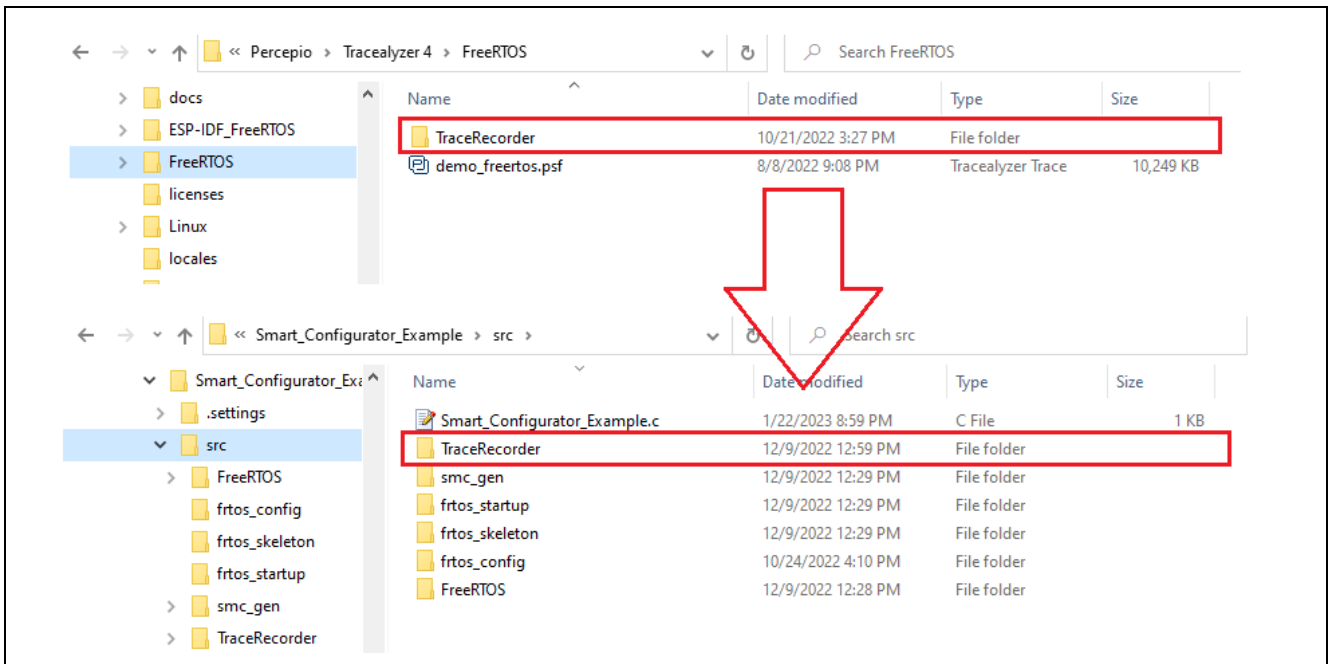 « Percepio › Tracealyzer 4 › FreeRTOS
Search FreeRTOS
docs
ESP-IDF_FreeRTOS
FreeRTOS
licenses
Linux
locales
Name Date modified Type Size
TraceRecorder 10/21/2022 3:27 PM File folder
demo_freertos.psf 8/8/2022 9:08 PM Tracealyzer Trace 10,249 KB
« Smart_Configurator_Example › src ›
Search src
Smart_Configurator_Exa
.settings
src
FreeRTOS
frtos_config
frtos_skeleton
frtos_startup
smc_gen
TraceRecorder
Name Date modified Type Size
Smart_Configurator_Example.c 1/22/2023 8:59 PM C File 1 KB
TraceRecorder 12/9/2022 12:59 PM File folder
smc_gen 12/9/2022 12:29 PM File folder
frtos_startup 12/9/2022 12:29 PM File folder
frtos_skeleton 12/9/2022 12:29 PM File folder
frtos_config 10/24/2022 4:10 PM File folder
FreeRTOS 12/9/2022 12:28 PM File folder